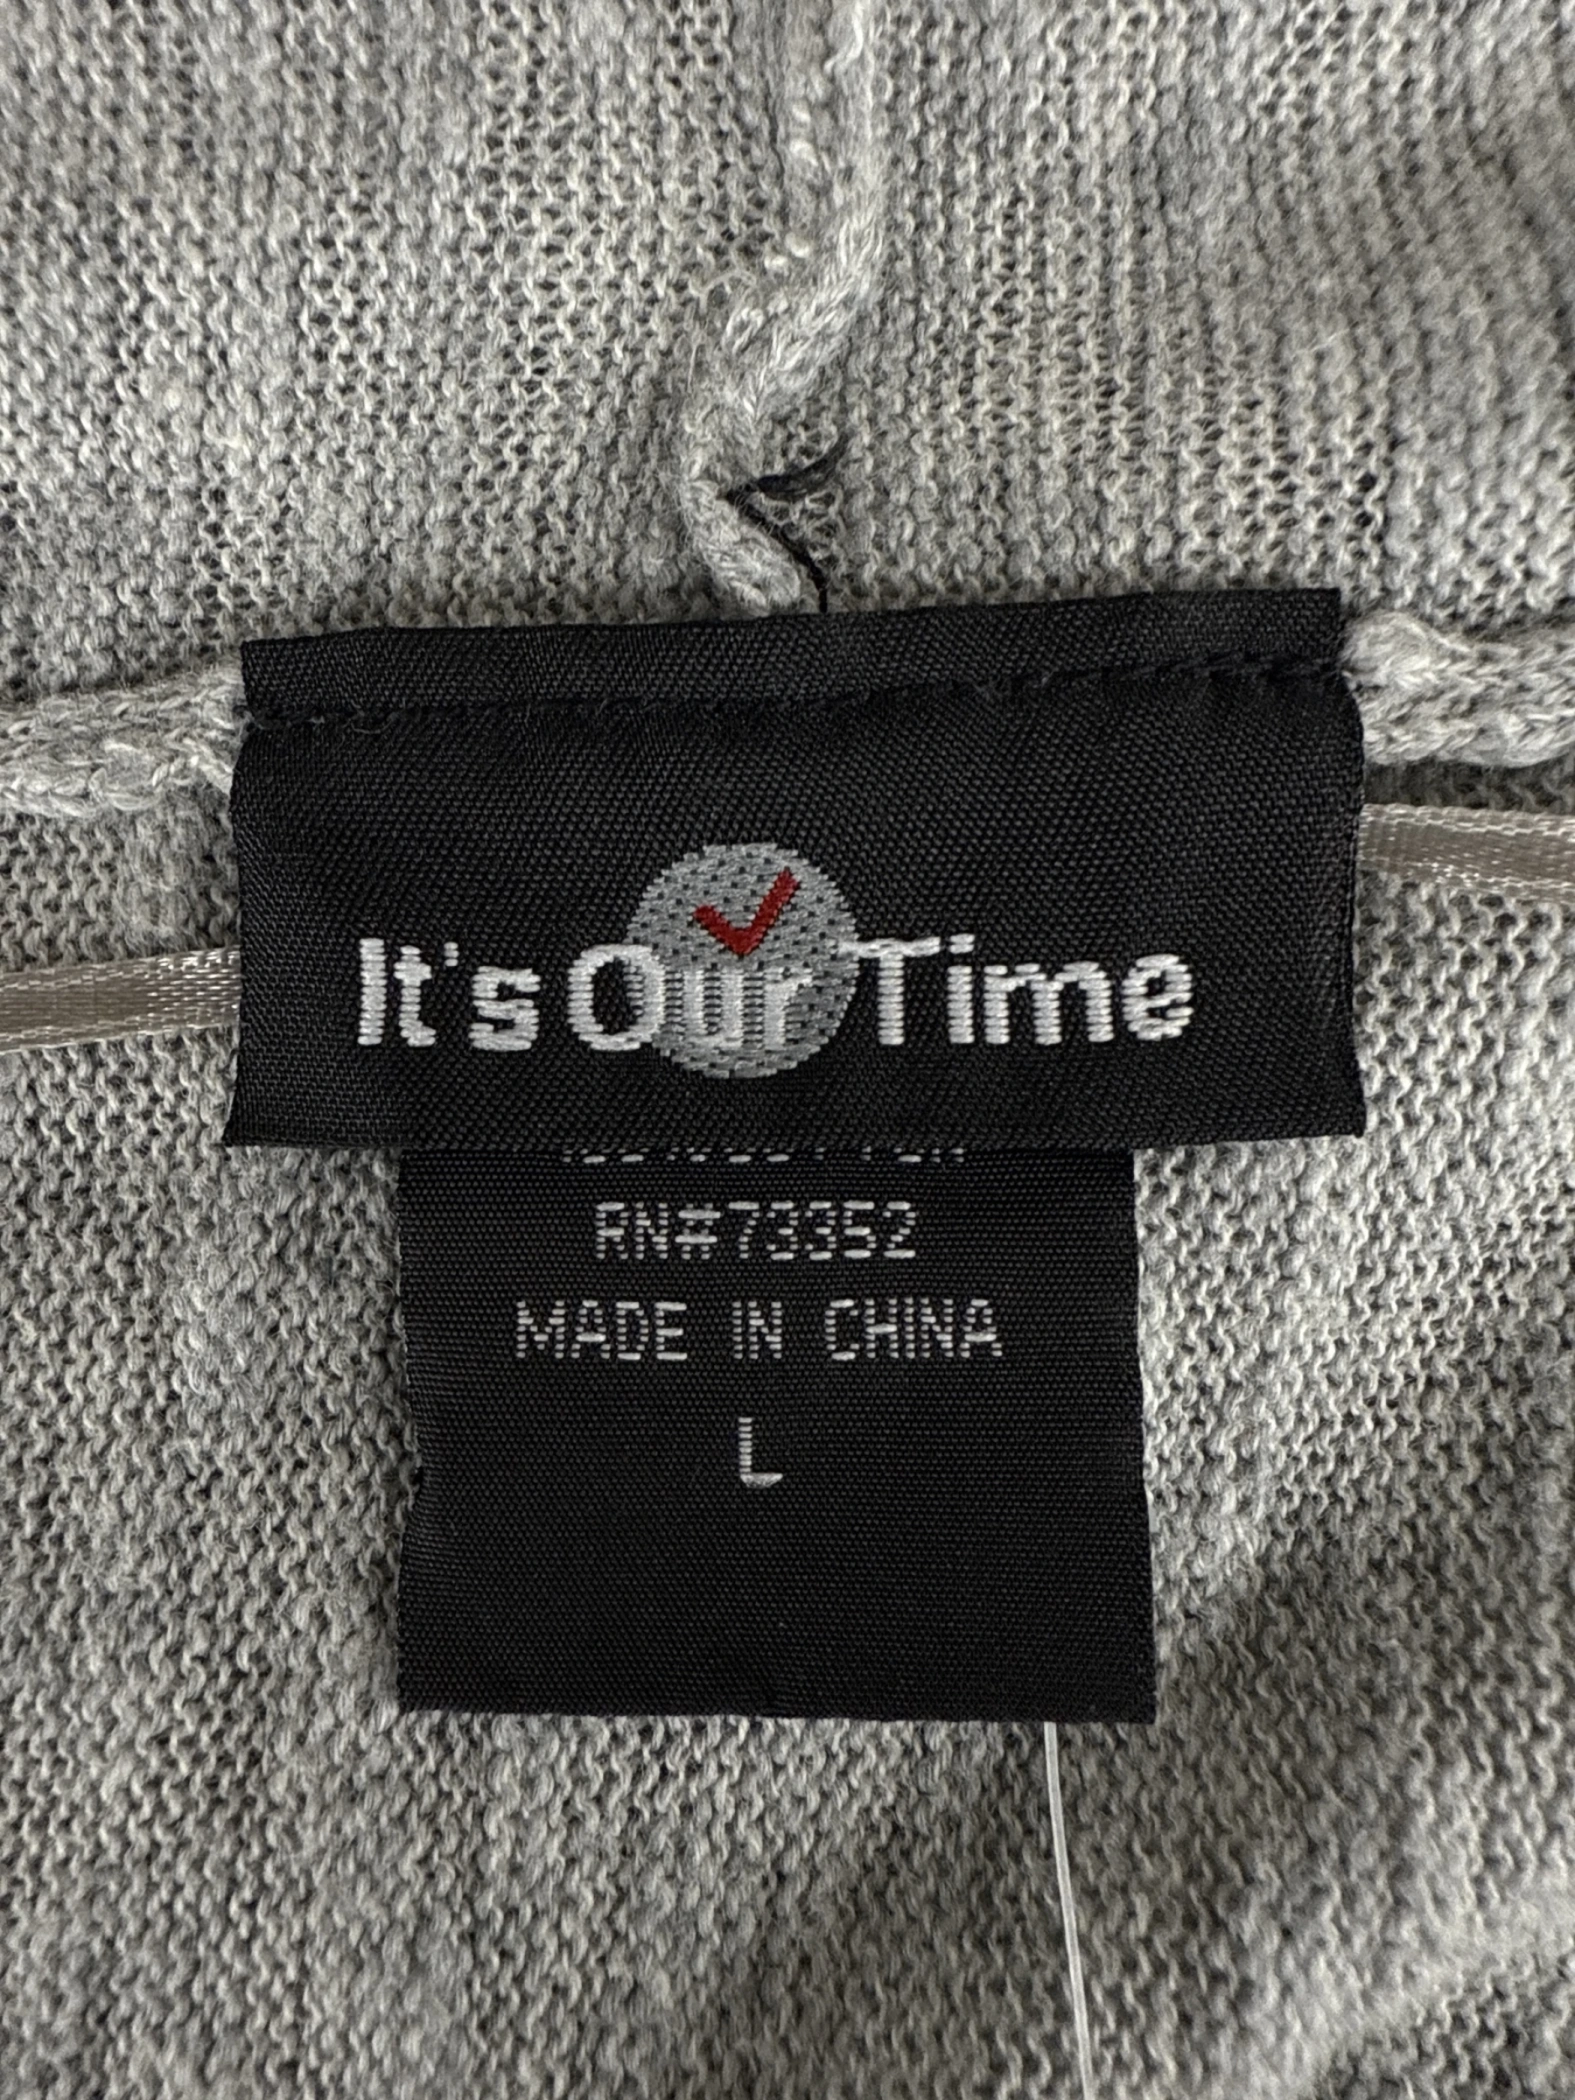 It's Our Time
RN#73352
MADE IN CHINA
L